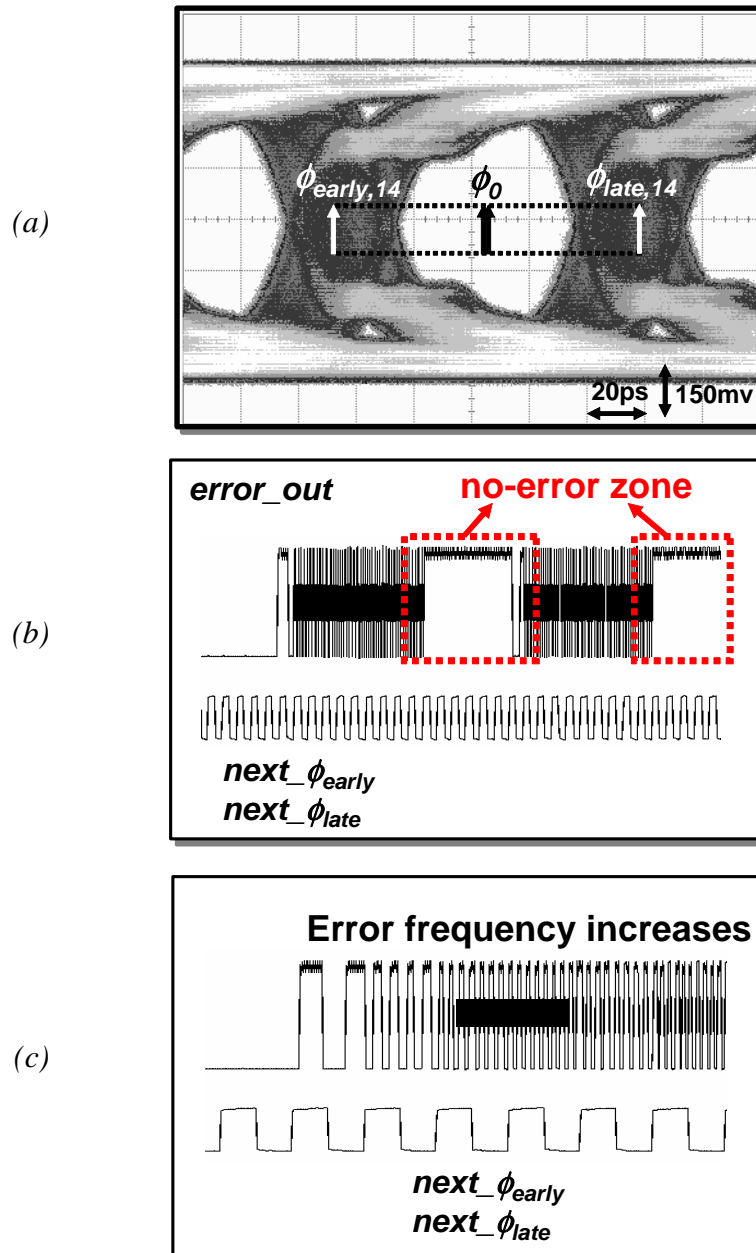 (a)
ϕearly,14 ϕ0 ϕlate,14
20ps 150mv
(b)
error_out no-error zone
next_ϕearly
next_ϕlate
(c)
Error frequency increases
next_ϕearly
next_ϕlate